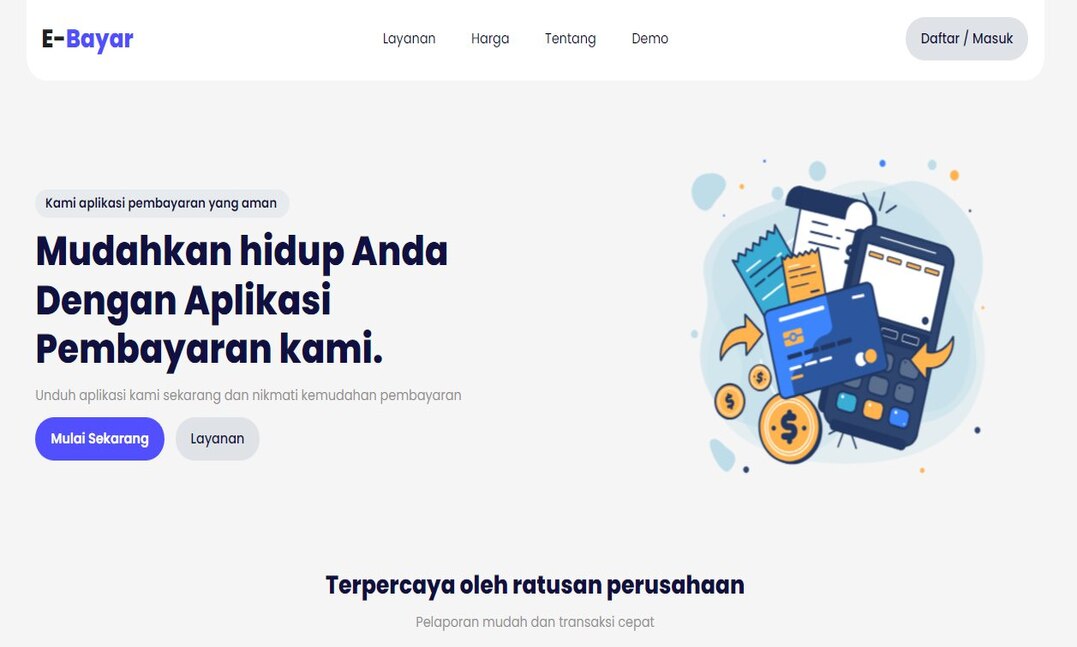 E-Bayar
Layanan
Harga
Tentang
Demo
Daftar / Masuk
Kami aplikasi pembayaran yang aman
Mudahkan hidup Anda
Dengan Aplikasi
Pembayaran kami.
Unduh aplikasi kami sekarang dan nikmati kemudahan pembayaran
Mulai Sekarang
Layanan
$
$
$
Terpercaya oleh ratusan perusahaan
Pelaporan mudah dan transaksi cepat